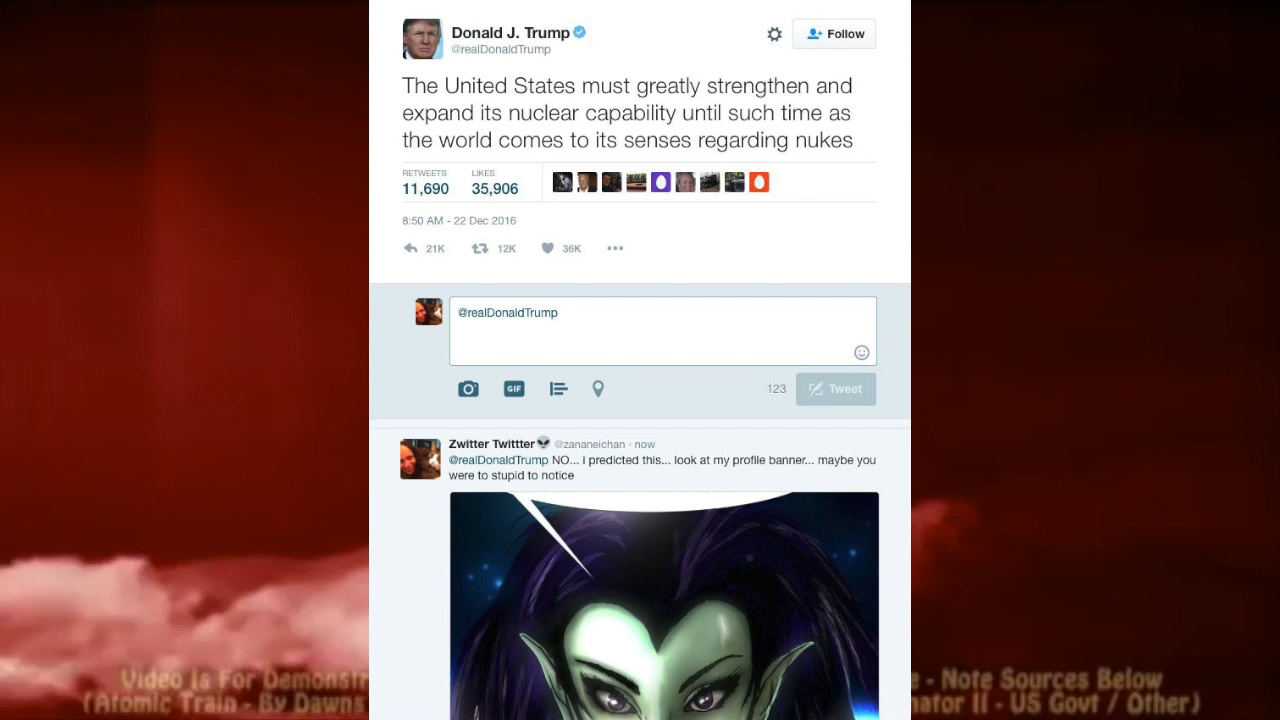 Donald J. Trump
@realDonaldTrump
Follow
The United States must greatly strengthen and
expand its nuclear capability until such time as
the world comes to its senses regarding nukes
RETWEETS LIKES
11,690 35,906
8:50 AM - 22 Dec 2016
21K 12K 36K
@realDonaldTrump
GIF 123 Tweet
Zwitter Twittter @zananeichan · now
@realDonaldTrump NO... i predicted this... look at my profile banner... maybe you
were to stupid to notice
Video Is For Demonstr
e - Note Sources Below
(Atomic Train - By Dawns
nator II - US Govt / Other)